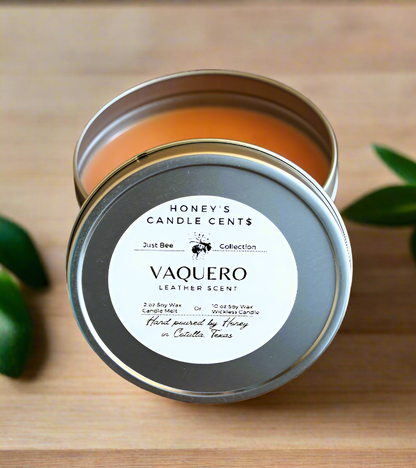 HONEY'S
CANDLE CENT$
Just Bee Collection
VAQUERO
LEATHER SCENT
2 oz Soy Wax Or 10 oz Soy Wax
Candle Melt Wickless Candle
Hand poured by Honey
in Cotulla, Texas